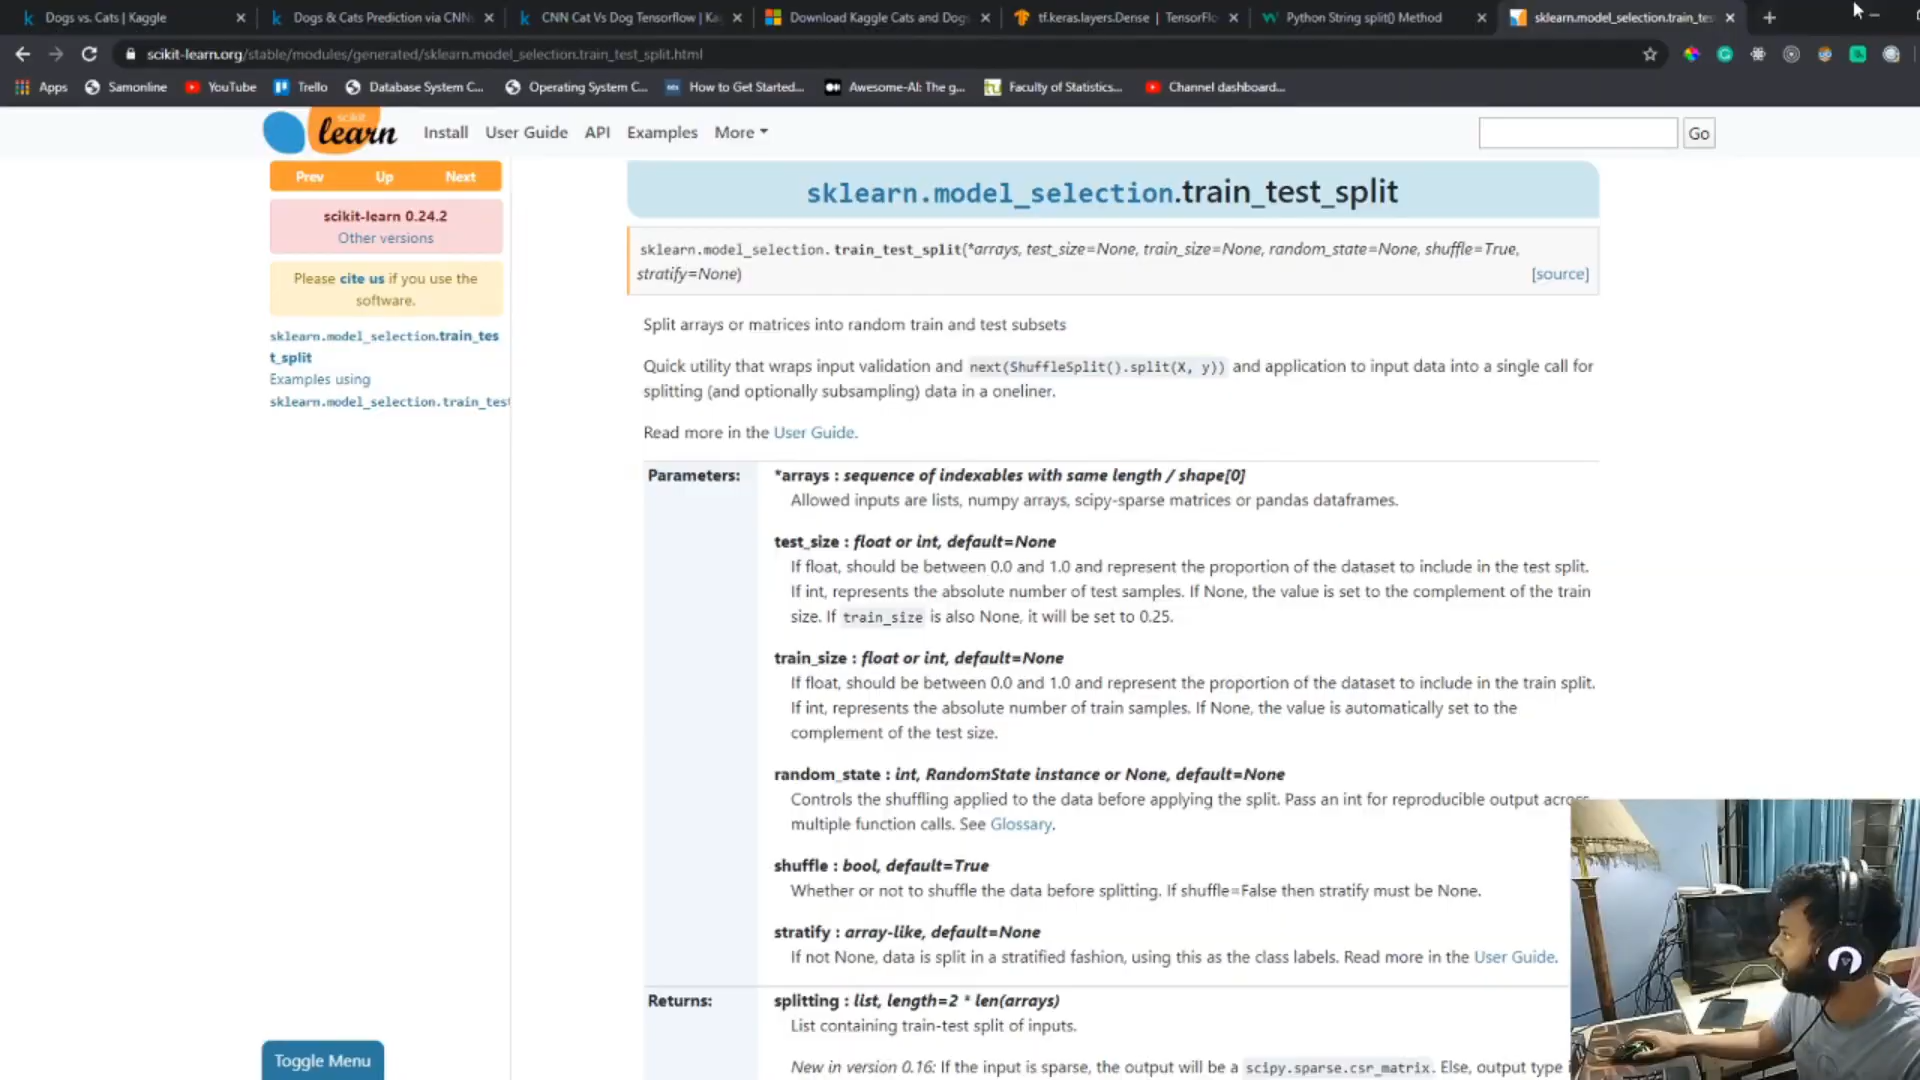 Dogs vs. Cats | Kaggle
Dogs & Cats Prediction via CNN
CNN Cat Vs Dog Tensorflow | Ka
Download Kaggle Cats and Dogs
tf.keras.layers.Dense | TensorFlo
Python String split() Method
sklearn.model_selection.train_tes
scikit-learn.org/stable/modules/generated/sklearn.model_selection.train_test_split.html
Apps
Samonline
YouTube
Trello
Database System C...
Operating System C...
How to Get Started...
Awesome-AI: The g...
Faculty of Statistics...
Channel dashboard...
scikit
learn
Install
User Guide
API
Examples
More
Go
Prev
Up
Next
scikit-learn 0.24.2
Other versions
Please cite us if you use the
software.
sklearn.model_selection.train_tes
t_split
Examples using
sklearn.model_selection.train_test
Toggle Menu
sklearn.model_selection.train_test_split
sklearn.model_selection.train_test_split(*arrays, test_size=None, train_size=None, random_state=None, shuffle=True,
stratify=None)
[source]
Split arrays or matrices into random train and test subsets
Quick utility that wraps input validation and next(ShuffleSplit().split(X, y)) and application to input data into a single call for
splitting (and optionally subsampling) data in a oneliner.
Read more in the User Guide.
Parameters:
*arrays : sequence of indexables with same length / shape[0]
Allowed inputs are lists, numpy arrays, scipy-sparse matrices or pandas dataframes.
test_size : float or int, default=None
If float, should be between 0.0 and 1.0 and represent the proportion of the dataset to include in the test split.
If int, represents the absolute number of test samples. If None, the value is set to the complement of the train
size. If train_size is also None, it will be set to 0.25.
train_size : float or int, default=None
If float, should be between 0.0 and 1.0 and represent the proportion of the dataset to include in the train split.
If int, represents the absolute number of train samples. If None, the value is automatically set to the
complement of the test size.
random_state : int, RandomState instance or None, default=None
Controls the shuffling applied to the data before applying the split. Pass an int for reproducible output across
multiple function calls. See Glossary.
shuffle : bool, default=True
Whether or not to shuffle the data before splitting. If shuffle=False then stratify must be None.
stratify : array-like, default=None
If not None, data is split in a stratified fashion, using this as the class labels. Read more in the User Guide.
Returns:
splitting : list, length=2 * len(arrays)
List containing train-test split of inputs.
New in version 0.16: If the input is sparse, the output will be a scipy.sparse.csr_matrix. Else, output type